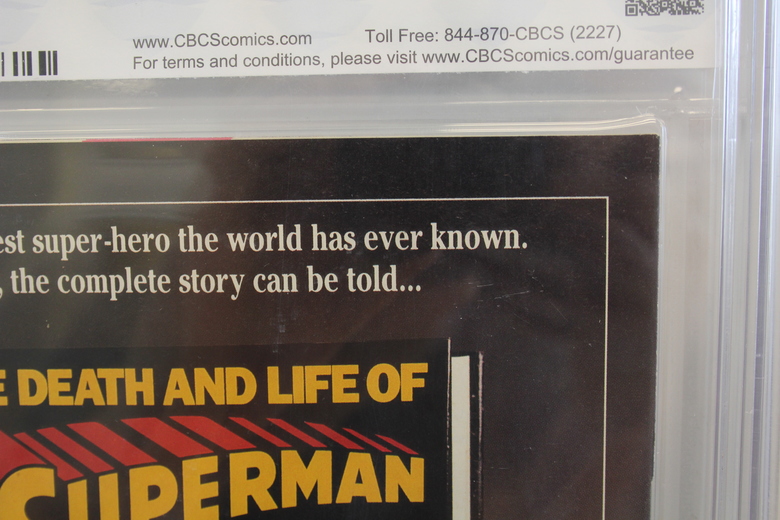 www.CBCScomics.com Toll Free: 844-870-CBCS (2227)
For terms and conditions, please visit www.CBCScomics.com/guarantee
est super-hero the world has ever known.
, the complete story can be told...
E DEATH AND LIFE OF
SUPERMAN